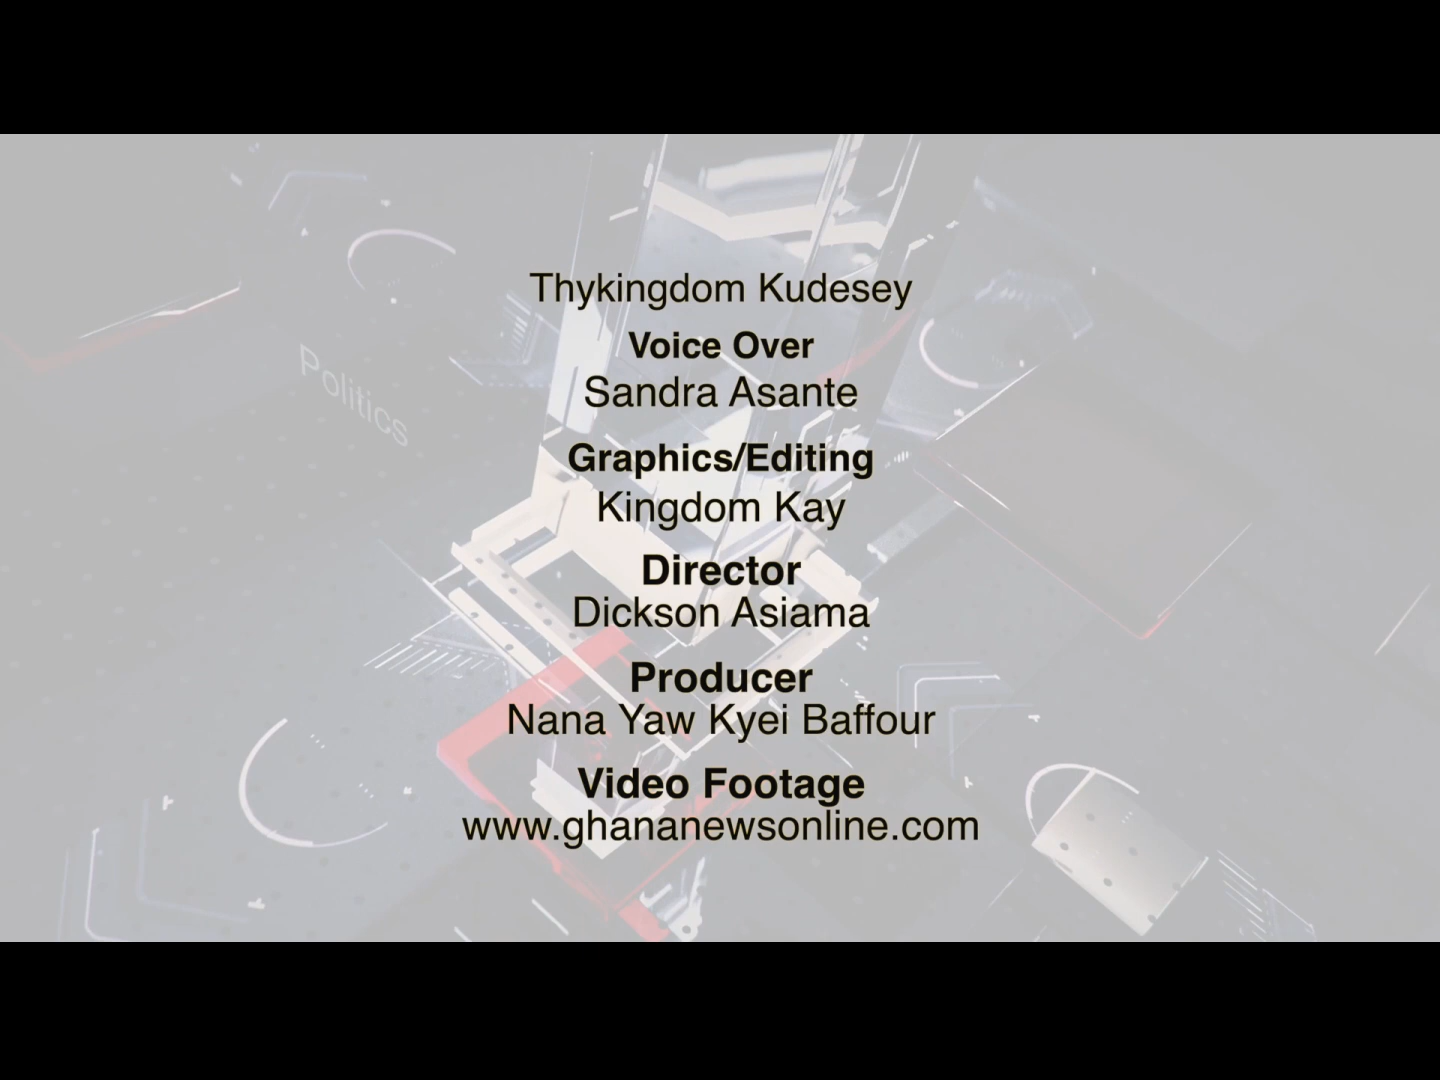 Thykingdom Kudesey
Voice Over
Sandra Asante
Politics
Graphics/Editing
Kingdom Kay
Director
Dickson Asiama
Producer
Nana Yaw Kyei Baffour
Video Footage
www.ghananewsonline.com